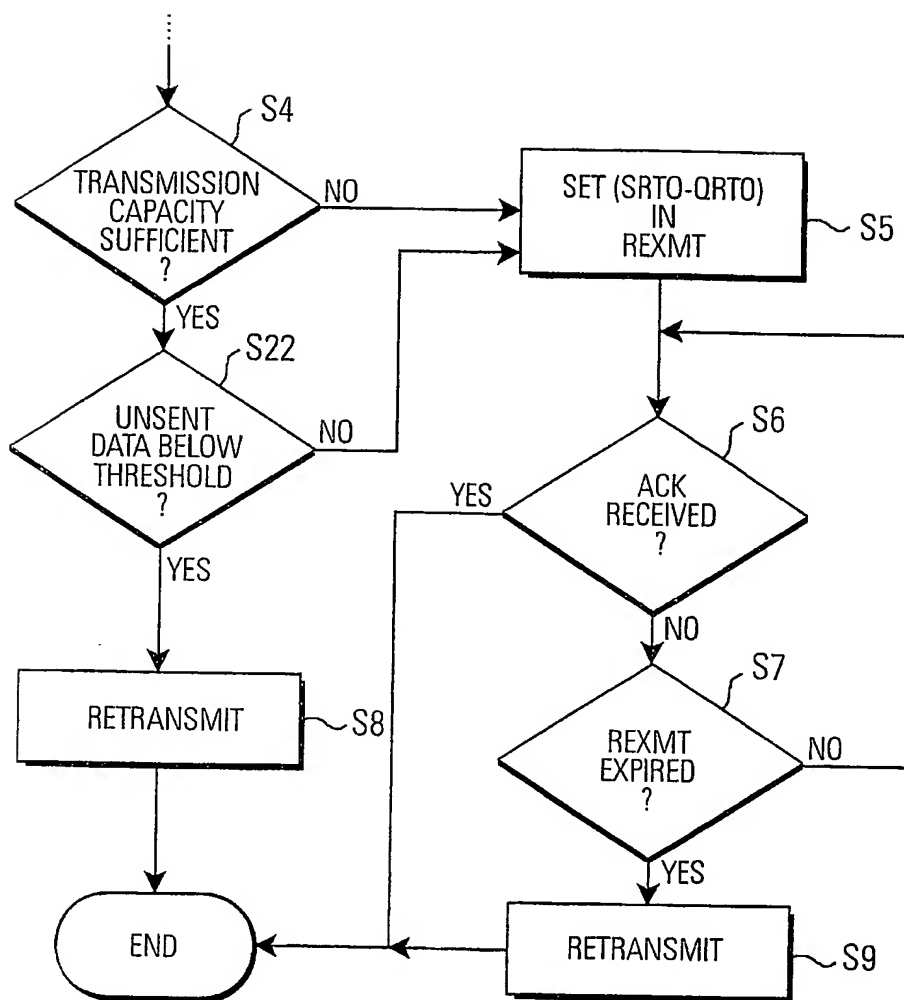 S4
TRANSMISSION
CAPACITY
SUFFICIENT
?
NO
YES
SET (SRTO-QRTO)
IN
REXMT
S5
S22
UNSENT
DATA BELOW
THRESHOLD
?
NO
YES
S6
ACK
RECEIVED
?
YES
NO
RETRANSMIT
S8
S7
REXMT
EXPIRED
?
NO
YES
END
RETRANSMIT
S9